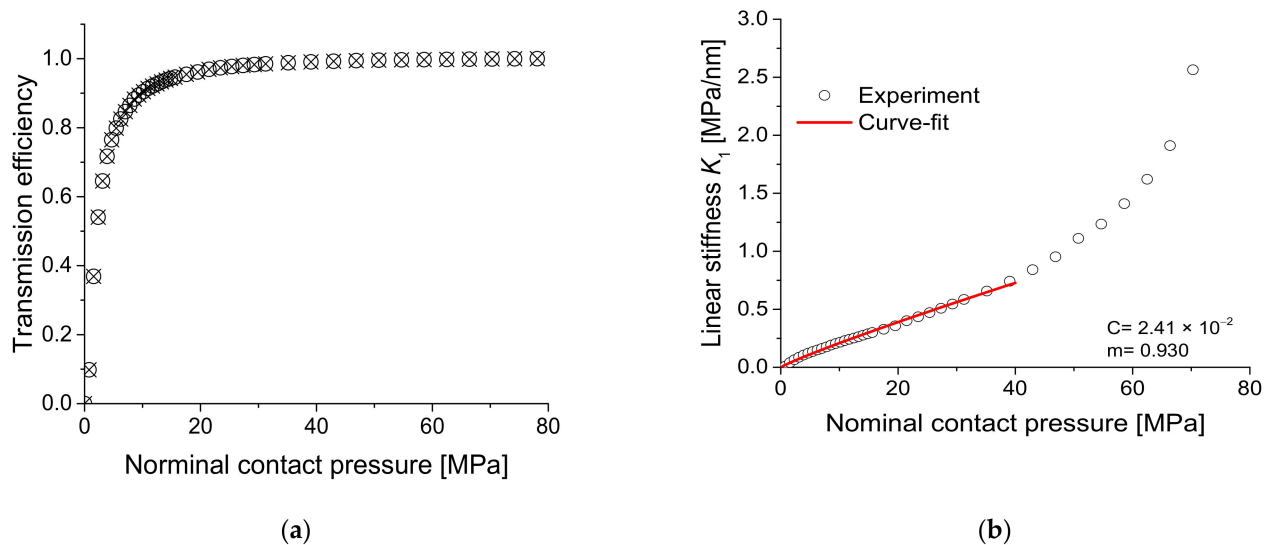 Transmission efficiency
1.0
0.8
0.6
0.4
0.2
0.0
0
20
40
60
80
Norminal contact pressure [MPa]
(a)
Linear stiffness K₁ [MPa/nm]
3.0
2.5
2.0
1.5
1.0
0.5
0.0
Experiment
Curve-fit
C= 2.41 × 10⁻²
m= 0.930
0
20
40
60
80
Nominal contact pressure [MPa]
(b)